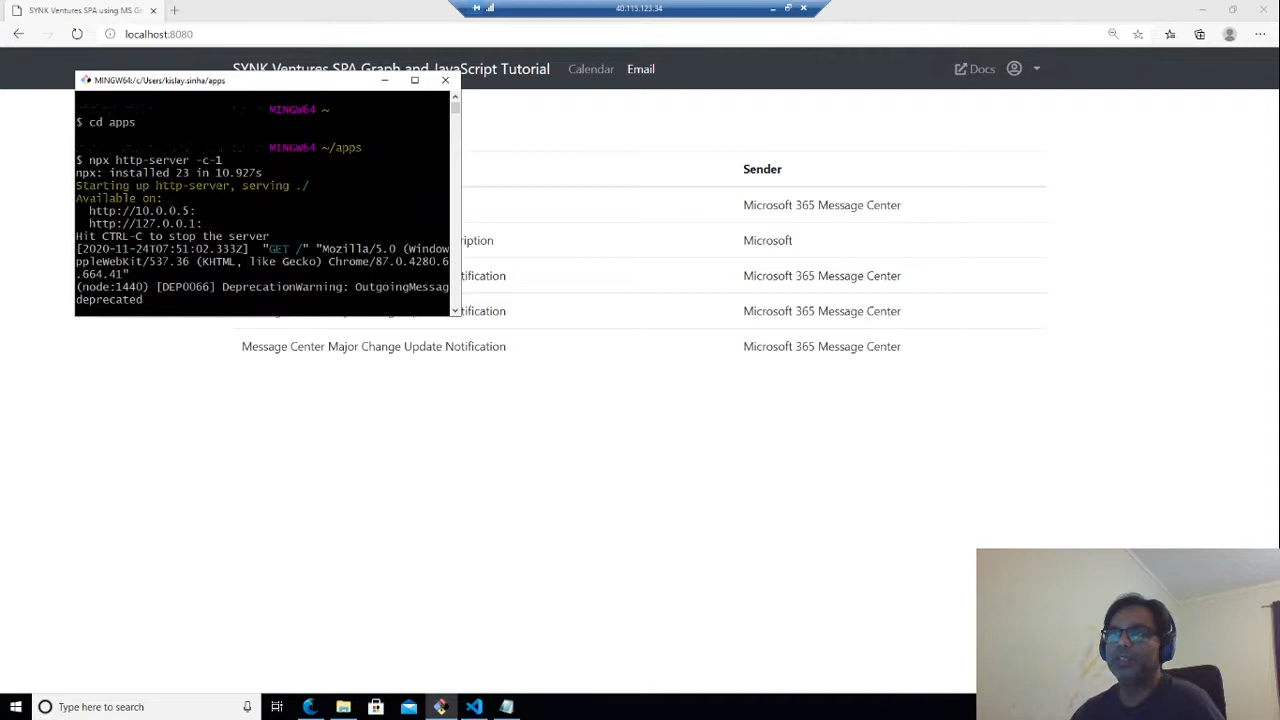 SYNK Ventures SPA using MS Gr
40.115.123.34
localhost:8080
SYNK Ventures SPA Graph and JavaScript Tutorial
Calendar
Email
Docs
MINGW64:/c/Users/kislay.sinha/apps
MINGW64 ~
$ cd apps
MINGW64 ~/apps
$ npx http-server -c-1
npx: installed 23 in 10.927s
Starting up http-server, serving ./
Available on:
http://10.0.0.5:
http://127.0.0.1:
Hit CTRL-C to stop the server
[2020-11-24T07:51:02.333Z] "GET /" "Mozilla/5.0 (Window
ppleWebKit/537.36 (KHTML, like Gecko) Chrome/87.0.4280.6
.664.41"
(node:1440) [DEP0066] DeprecationWarning: OutgoingMessag
deprecated
Sender
Microsoft 365 Message Center
ription
Microsoft
tification
Microsoft 365 Message Center
tification
Microsoft 365 Message Center
Message Center Major Change Update Notification
Microsoft 365 Message Center
Type here to search